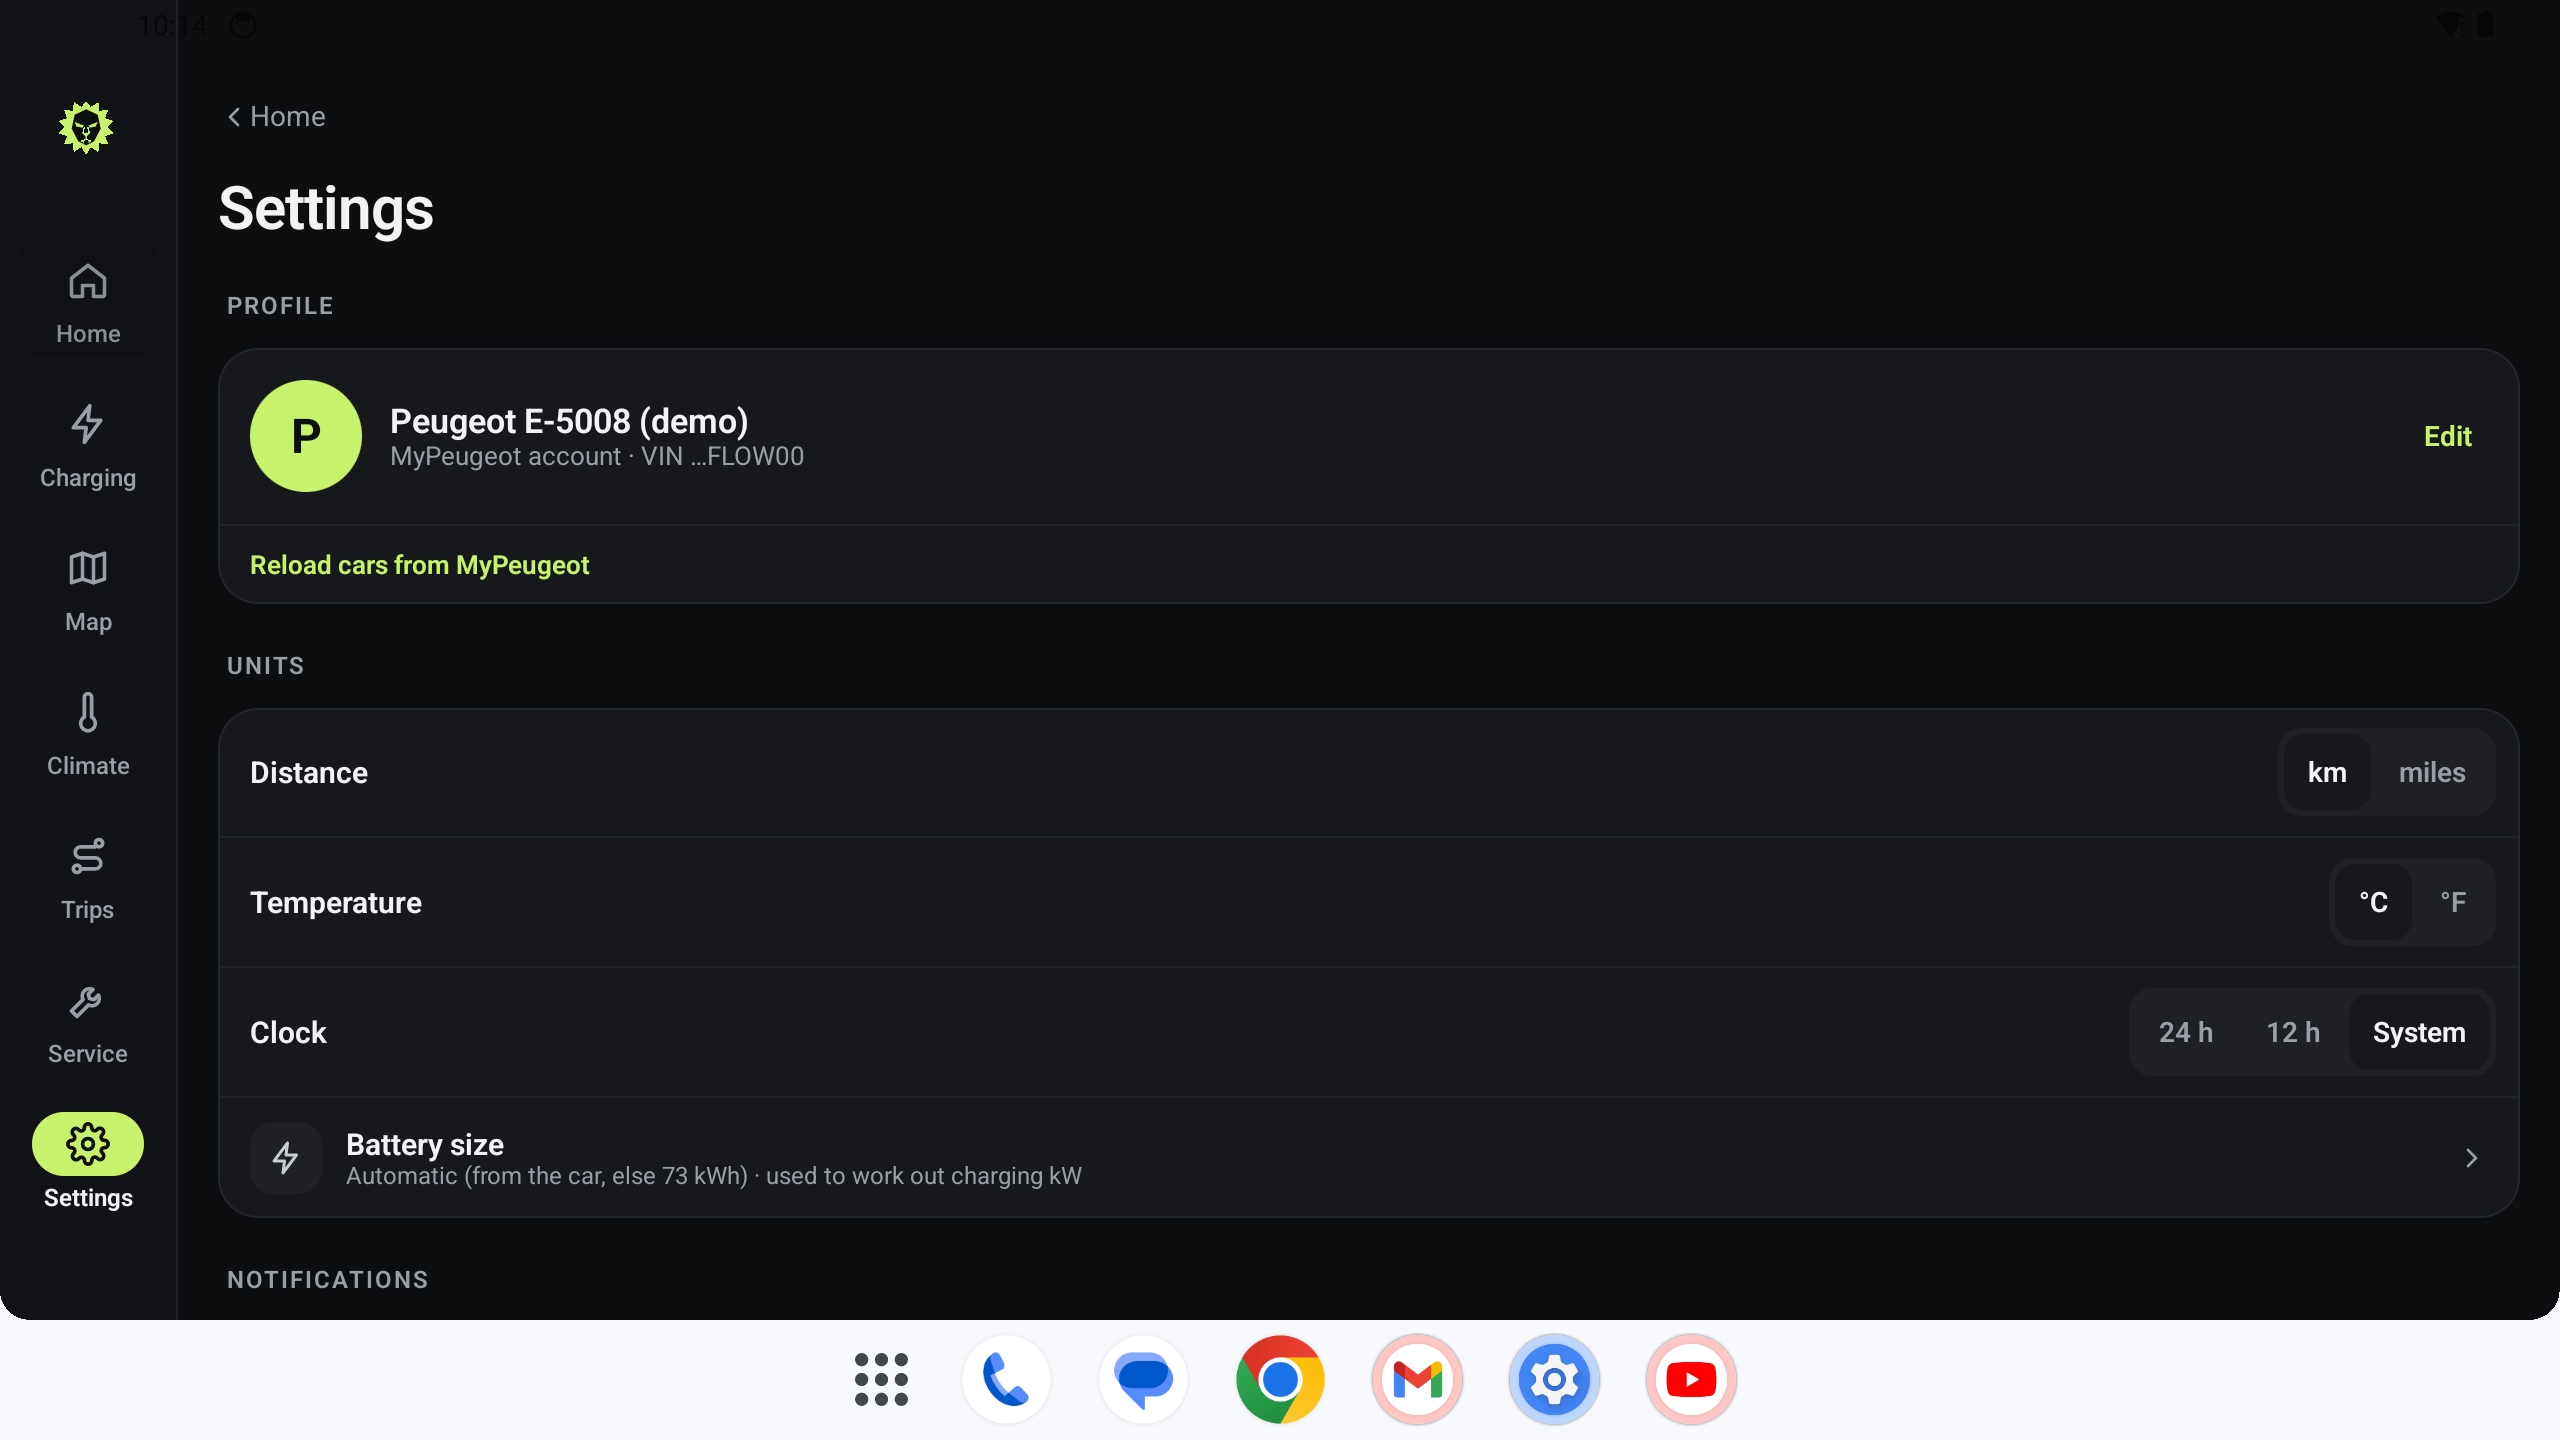 10:14
Home
Settings
PROFILE
P
Peugeot E-5008 (demo)
MyPeugeot account · VIN …FLOW00
Edit
Reload cars from MyPeugeot
UNITS
Distance
km miles
Temperature
°C °F
Clock
24 h 12 h System
Battery size
Automatic (from the car, else 73 kWh) · used to work out charging kW
NOTIFICATIONS
Home
Charging
Map
Climate
Trips
Service
Settings